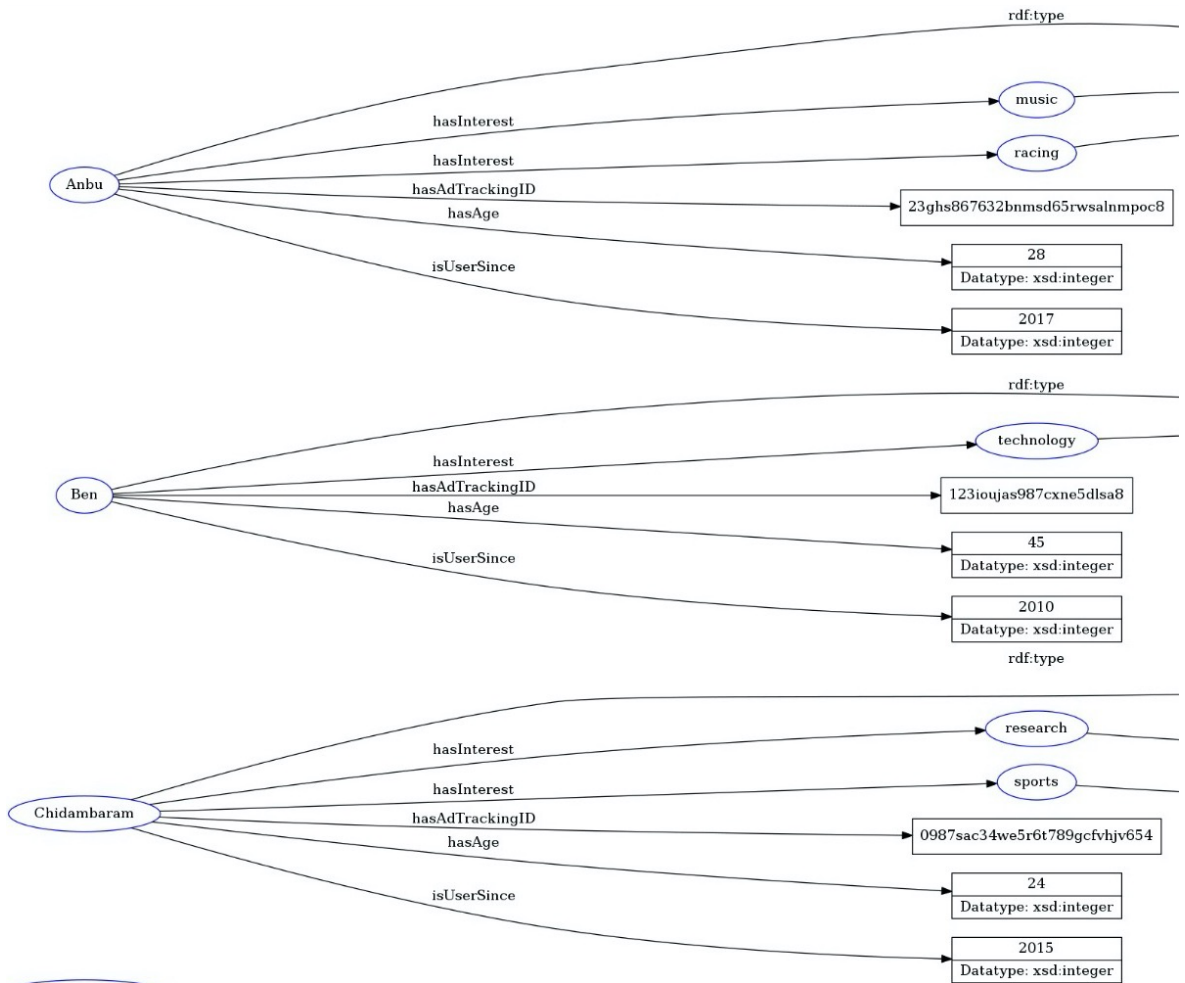 rdf:type
hasInterest
music
hasInterest
racing
Anbu
hasAdTrackingID
23ghs867632bnmsd65rwsalnmpoc8
hasAge
28
Datatype: xsd:integer
isUserSince
2017
Datatype: xsd:integer
rdf:type
hasInterest
technology
Ben
hasAdTrackingID
123ioujas987cxne5dlsa8
hasAge
45
Datatype: xsd:integer
isUserSince
2010
Datatype: xsd:integer
rdf:type
hasInterest
research
hasInterest
sports
Chidambaram
hasAdTrackingID
0987sac34we5r6t789gcfvhjv654
hasAge
24
Datatype: xsd:integer
isUserSince
2015
Datatype: xsd:integer